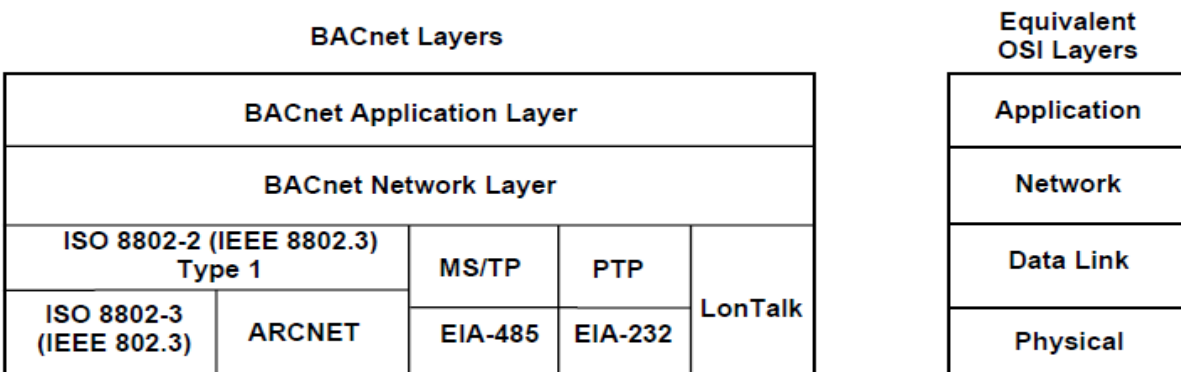 BACnet Layers
Equivalent
OSI Layers
BACnet Application Layer
Application
BACnet Network Layer
Network
ISO 8802-2 (IEEE 8802.3)
Type 1
MS/TP
PTP
LonTalk
Data Link
ISO 8802-3
(IEEE 802.3)
ARCNET
EIA-485
EIA-232
Physical